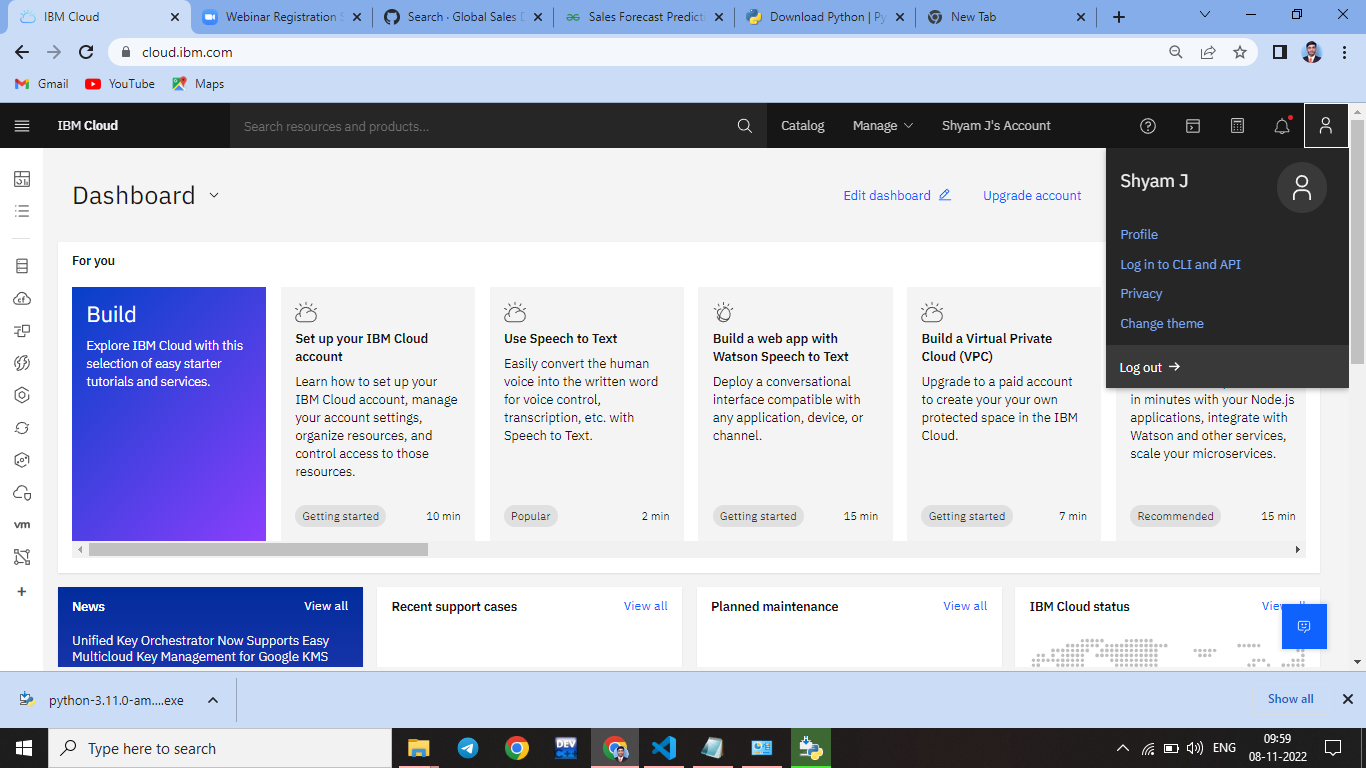 IBM Cloud
Webinar Registration
Search · Global Sales
Sales Forecast Predict
Download Python | Py
New Tab
cloud.ibm.com
Gmail
YouTube
Maps
IBM Cloud
Search resources and products...
Catalog
Manage
Shyam J's Account
Shyam J
Profile
Log in to CLI and API
Privacy
Change theme
Log out
Dashboard
Edit dashboard
Upgrade account
For you
Build
Explore IBM Cloud with this
selection of easy starter
tutorials and services.
Set up your IBM Cloud
account
Learn how to set up your
IBM Cloud account, manage
your account settings,
organize resources, and
control access to those
resources.
Getting started
10 min
Use Speech to Text
Easily convert the human
voice into the written word
for voice control,
transcription, etc. with
Speech to Text.
Popular
2 min
Build a web app with
Watson Speech to Text
Deploy a conversational
interface compatible with
any application, device, or
channel.
Getting started
15 min
Build a Virtual Private
Cloud (VPC)
Upgrade to a paid account
to create your your own
protected space in the IBM
Cloud.
Getting started
7 min
in minutes with your Node.js
applications, integrate with
Watson and other services,
scale your microservices.
Recommended
15 min
vm
News
View all
Unified Key Orchestrator Now Supports Easy
Multicloud Key Management for Google KMS
Recent support cases
View all
Planned maintenance
View all
IBM Cloud status
python-3.11.0-am....exe
Show all
Type here to search
DEV
ENG
09:59
08-11-2022